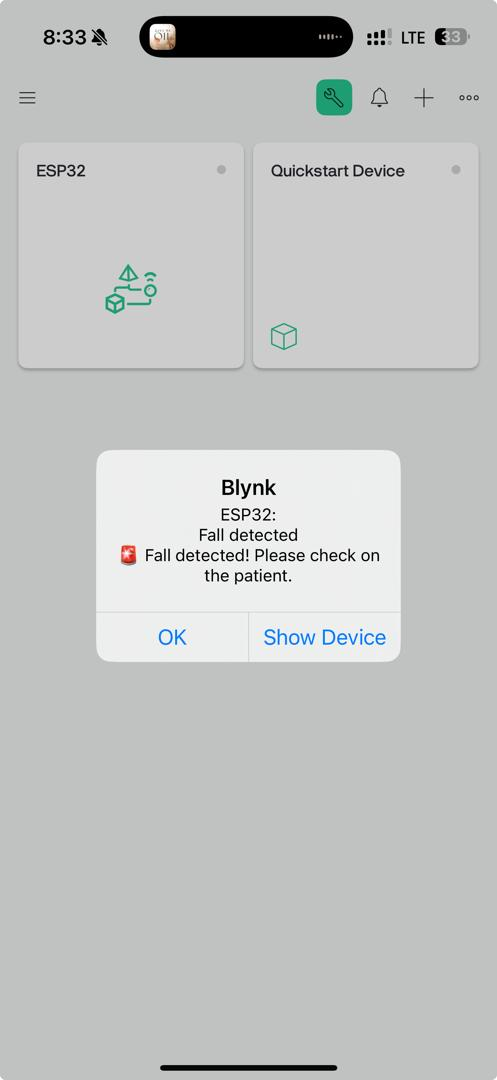 8:33
LTE
33
ESP32
Quickstart Device
Blynk
ESP32:
Fall detected
🚨 Fall detected! Please check on
the patient.
OK
Show Device